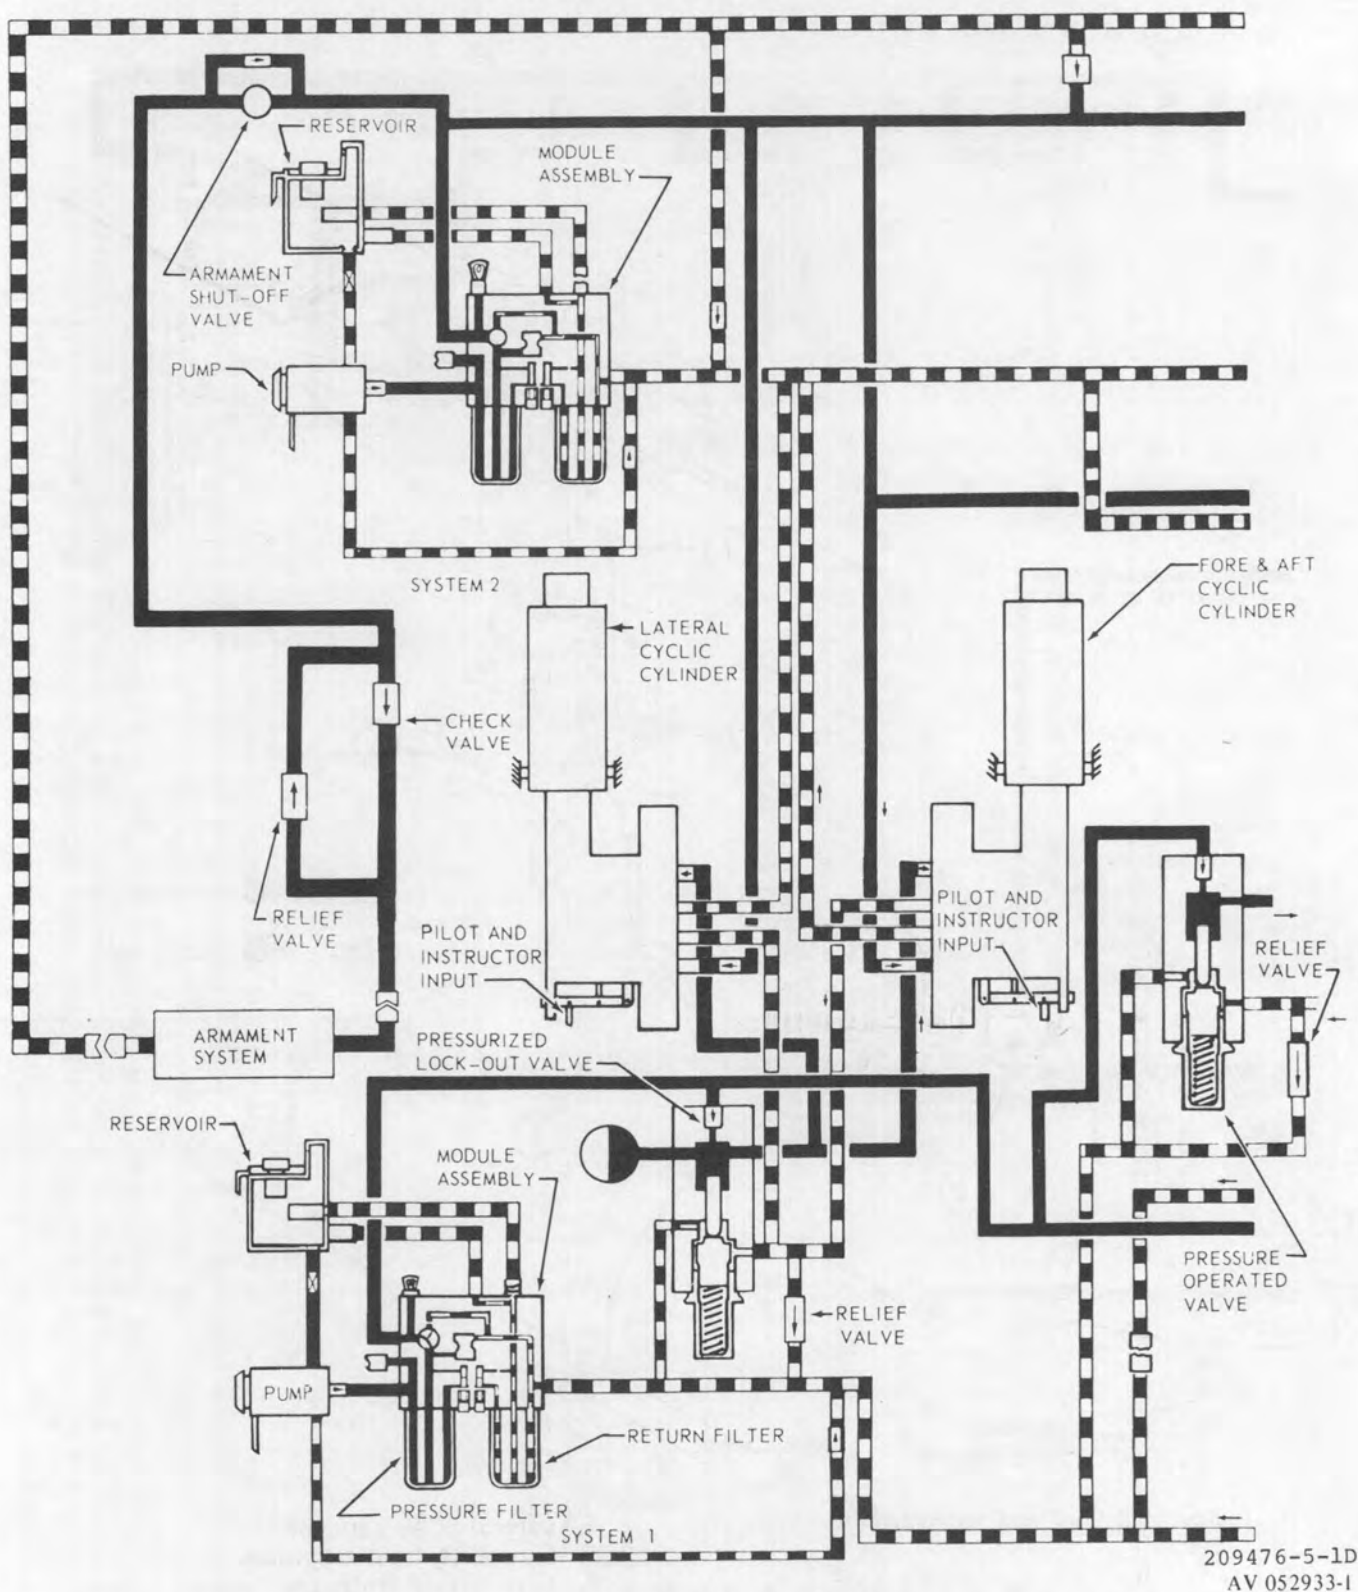 RESERVOIR
MODULE
ASSEMBLY
ARMAMENT
SHUT-OFF
VALVE
PUMP
SYSTEM 2
FORE & AFT
CYCLIC
CYLINDER
LATERAL
CYCLIC
CYLINDER
CHECK
VALVE
RELIEF
VALVE
PILOT AND
INSTRUCTOR
INPUT
PILOT AND
INSTRUCTOR
INPUT
RELIEF
VALVE
ARMAMENT
SYSTEM
PRESSURIZED
LOCK-OUT VALVE
RESERVOIR
MODULE
ASSEMBLY
PRESSURE
OPERATED
VALVE
RELIEF
VALVE
PUMP
RETURN FILTER
PRESSURE FILTER
SYSTEM 1
209476-5-1D
AV 052933-1